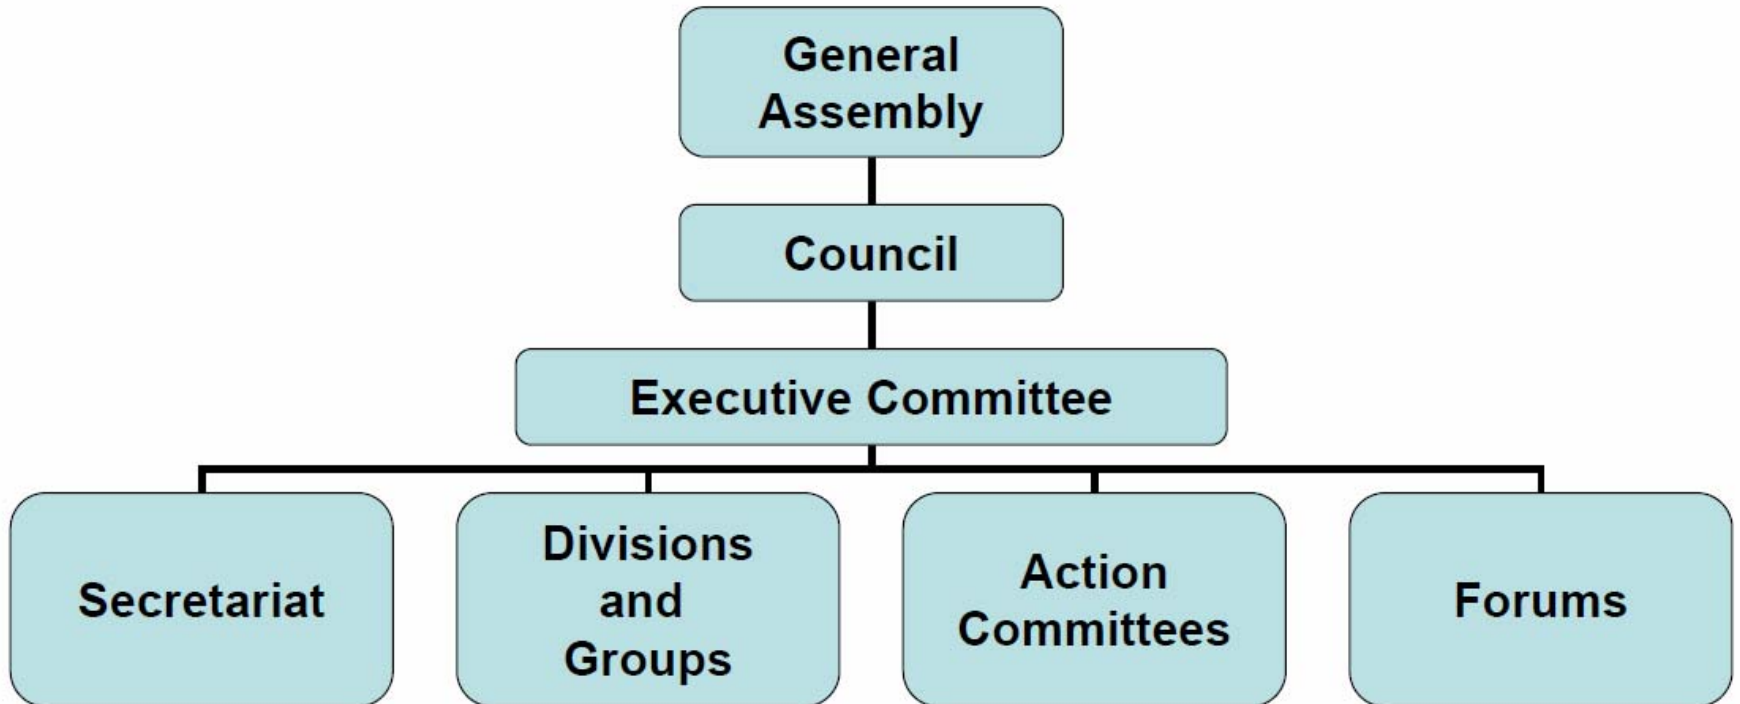 General
Assembly
Council
Executive Committee
Secretariat
Divisions
and
Groups
Action
Committees
Forums